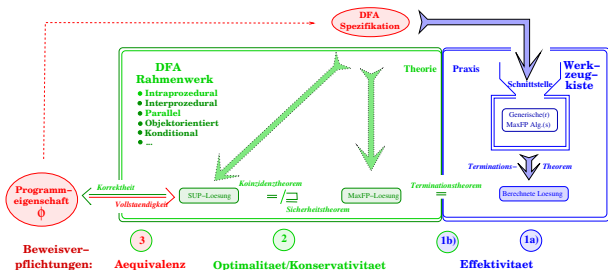 DFA
Spezifikation
DFA
Rahmenwerk
Theorie
Praxis
Werk-
zeug-
kiste
Schnittstelle
Intraprozedural
Interprozedural
Parallel
Objektorientiert
Konditional
...
Generische(r)
MaxFP Alg.(s)
Terminations-
Theorem
Programm-
eigenschaft
ϕ
Korrektheit
Vollstaendigkeit
SUP-Loesung
Koinzidenztheorem
= / ⊑
Sicherheitstheorem
MaxFP-Loesung
Terminationstheorem
=
Berechnete Loesung
3
2
1b)
1a)
Beweisver-
pflichtungen:
Aequivalenz
Optimalitaet/Konservativitaet
Effektivitaet